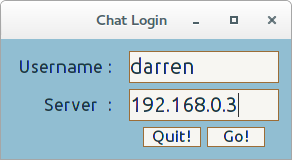 Chat Login
Username : darren
Server : 192.168.0.3
Quit! Go!